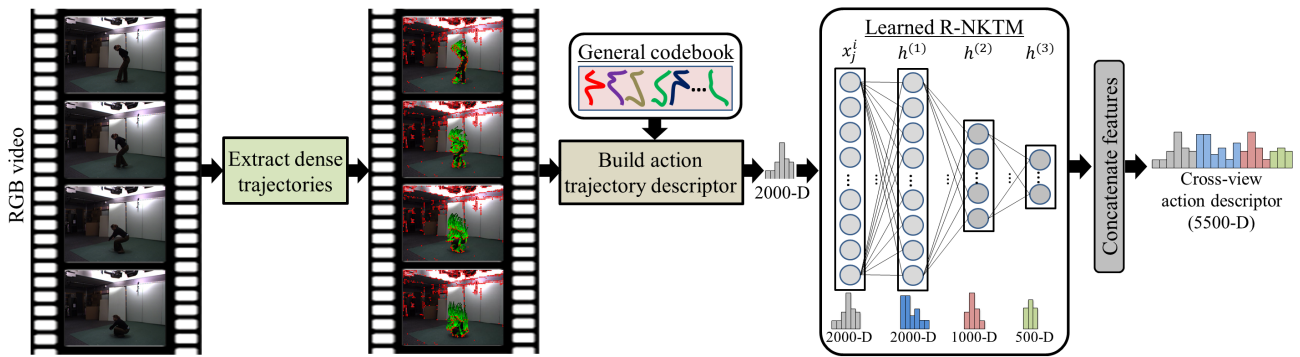 RGB video
Extract dense
trajectories
General codebook
...
Build action
trajectory descriptor
2000-D
Learned R-NKTM
x_j^i h^(1) h^(2) h^(3)
... ... ... ...
... ... ...
2000-D 2000-D 1000-D 500-D
Concatenate features
Cross-view
action descriptor
(5500-D)